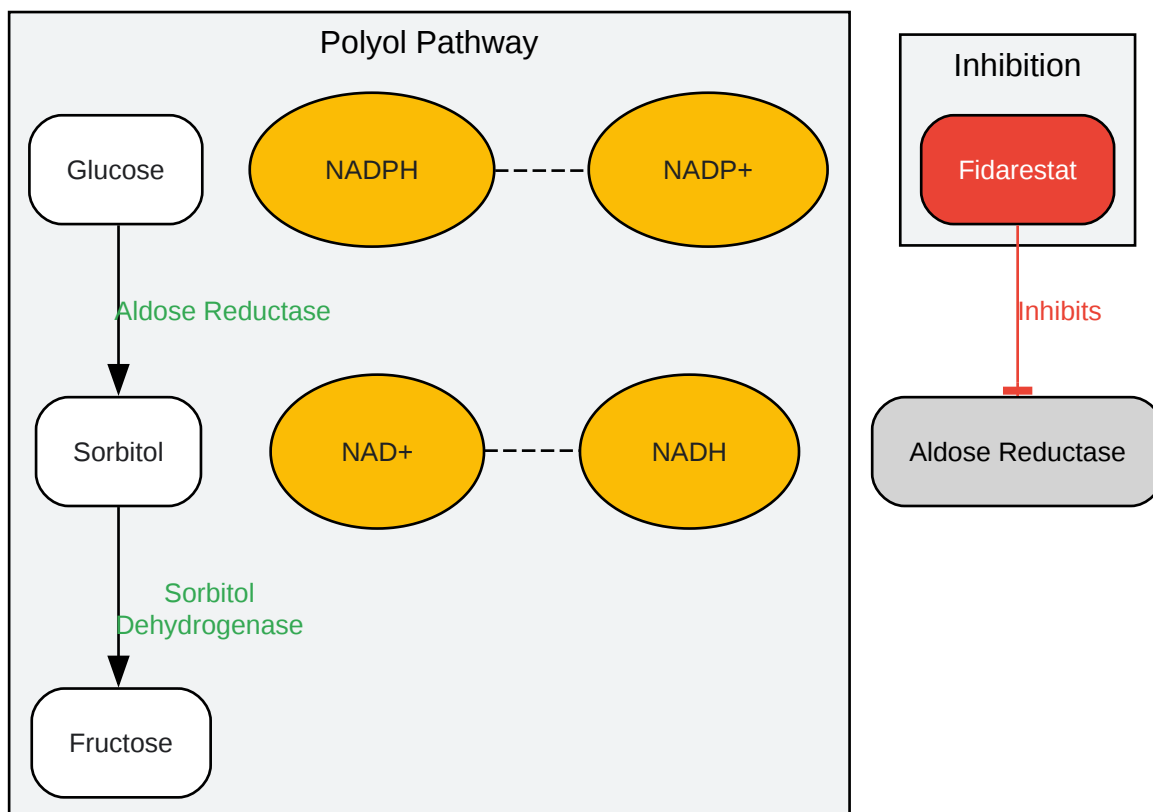 Polyol Pathway
Inhibition
Glucose
NADPH
NADP+
Fidarestat
Aldose Reductase
Inhibits
Sorbitol
NAD+
NADH
Aldose Reductase
Sorbitol
Dehydrogenase
Fructose